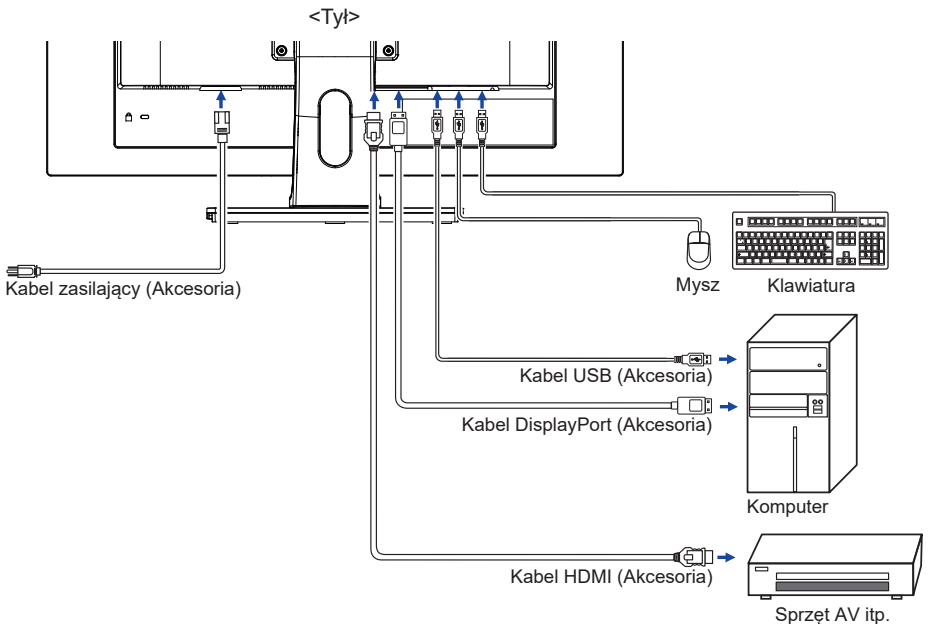 <Tył>
Kabel zasilający (Akcesoria)
Mysz
Klawiatura
Kabel USB (Akcesoria)
Kabel DisplayPort (Akcesoria)
Komputer
Kabel HDMI (Akcesoria)
Sprzęt AV itp.